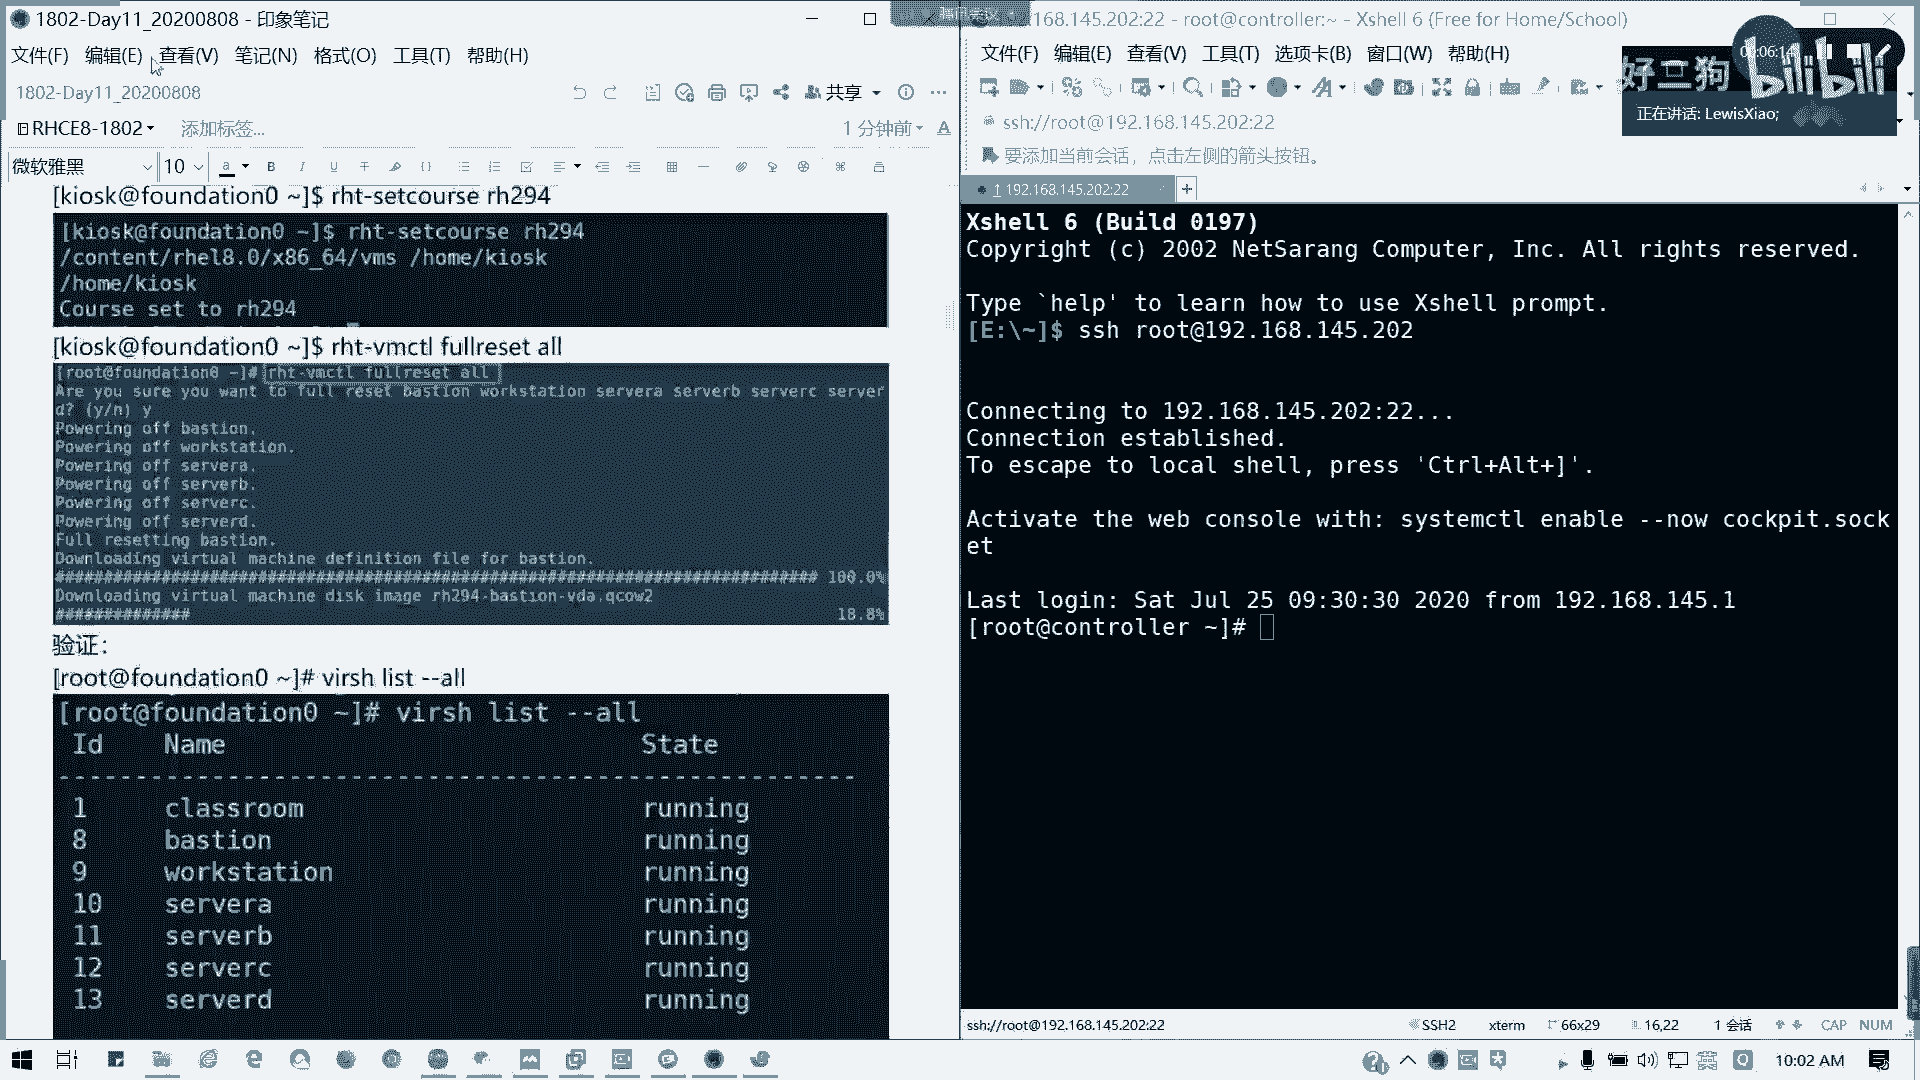 1802-Day11_20200808 - 印象笔记
文件(F) 编辑(E) 查看(V) 笔记(N) 格式(O) 工具(T) 帮助(H)
1802-Day11_20200808
共享
RHCE8-1802 添加标签...
1 分钟前
微软雅黑 10
[kiosk@foundation0 ~]$ rht-setcourse rh294
[kiosk@foundation0 ~]$ rht-setcourse rh294
/content/rhel8.0/x86_64/vms /home/kiosk
/home/kiosk
Course set to rh294
[kiosk@foundation0 ~]$ rht-vmctl fullreset all
[root@foundation0 ~]# rht-vmctl fullreset all
Are you sure you want to full reset bastion workstation servera serverb serverc server
d? (y/n) y
Powering off bastion.
Powering off workstation.
Powering off servera.
Powering off serverb.
Powering off serverc.
Powering off serverd.
Full resetting bastion.
Downloading virtual machine definition file for bastion.
100.0%
Downloading virtual machine disk image rh294-bastion-vda.qcow2
############## 18.8%
验证：
[root@foundation0 ~]# virsh list --all
[root@foundation0 ~]# virsh list --all
Id Name State
1 classroom running
8 bastion running
9 workstation running
10 servera running
11 serverb running
12 serverc running
13 serverd running
168.145.202:22 - root@controller:~ - Xshell 6 (Free for Home/School)
文件(F) 编辑(E) 查看(V) 工具(T) 选项卡(B) 窗口(W) 帮助(H)
好二狗 bilibili
正在讲话: LewisXiao;
ssh://root@192.168.145.202:22
要添加当前会话，点击左侧的箭头按钮。
1 192.168.145.202:22
Xshell 6 (Build 0197)
Copyright (c) 2002 NetSarang Computer, Inc. All rights reserved.
Type `help' to learn how to use Xshell prompt.
[E:\~]$ ssh root@192.168.145.202
Connecting to 192.168.145.202:22...
Connection established.
To escape to local shell, press 'Ctrl+Alt+]'.
Activate the web console with: systemctl enable --now cockpit.sock
et
Last login: Sat Jul 25 09:30:30 2020 from 192.168.145.1
[root@controller ~]#
ssh://root@192.168.145.202:22 SSH2 xterm 66x29 16,22 1 会话 CAP NUM
10:02 AM